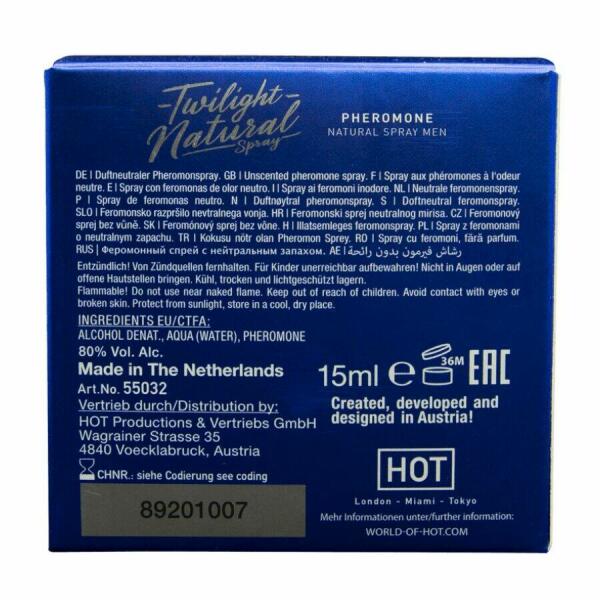 Twilight
Natural
Spray
PHEROMONE
NATURAL SPRAY MEN
DE | Duftneutraler Pheromonspray. GB | Unscented pheromone spray. F | Spray aux phéromones à l'odeur
neutre. E | Spray con feromonas de olor neutro. I | Spray ai feromoni inodore. NL | Neutrale feromonenspray.
P | Spray de feromonas neutro. N | Duftnøytral pheromonspray. S | Doftneutral feromonspray.
SLO | Feromonsko razpršilo nevtralnega vonja. HR | Feromonski sprej neutralnog mirisa. CZ | Feromonový
sprej bez vůně. SK | Feromónový sprej bez vône. H | Illatsemleges feromonspray. PL | Spray z feromonami
o neutralnym zapachu. TR | Kokusu nötr olan Pheromon Sprey. RO | Spray cu feromoni, fără parfum.
RUS | Феромонный спрей с нейтральным запахом. AE | رشاش فيرمون بدون رائحة
Entzündlich! Von Zündquellen fernhalten. Für Kinder unerreichbar aufbewahren! Nicht in Augen oder auf
offene Hautstellen bringen. Kühl, trocken und lichtgeschützt lagern.
Flammable! Do not use near naked flame. Keep out of reach of children. Avoid contact with eyes or
broken skin. Protect from sunlight, store in a cool, dry place.
INGREDIENTS EU/CTFA:
ALCOHOL DENAT., AQUA (WATER), PHEROMONE
80% Vol. Alc.
Made in The Netherlands
Art.No. 55032
Vertrieb durch/Distribution by:
HOT Productions & Vertriebs GmbH
Wagrainer Strasse 35
4840 Voecklabruck, Austria
CHNR.: siehe Codierung see coding
89201007
15ml e 36M EAC
Created, developed and
designed in Austria!
HOT
London - Miami - Tokyo
Mehr Informationen unter/further information:
WORLD-OF-HOT.COM